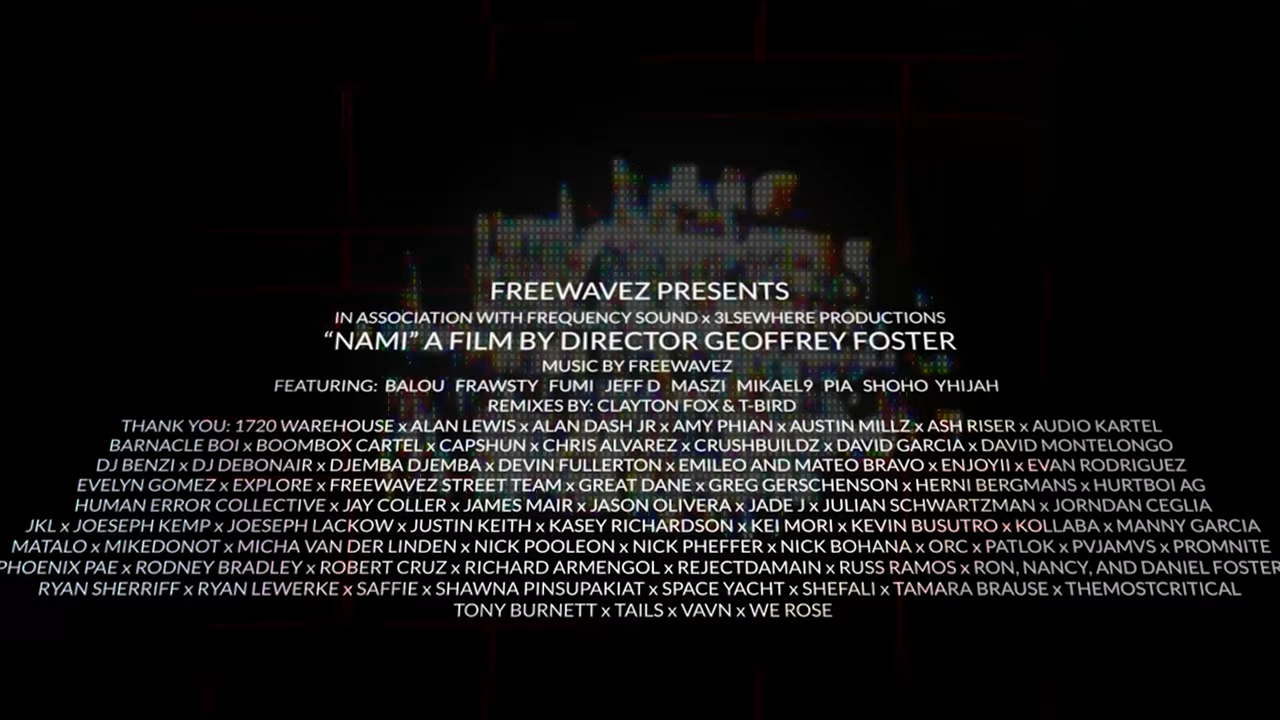 FREEWAVEZ PRESENTS
IN ASSOCIATION WITH FREQUENCY SOUND x 3LSEWHERE PRODUCTIONS
“NAMI” A FILM BY DIRECTOR GEOFFREY FOSTER
MUSIC BY FREEWAVEZ
FEATURING: BALOU FRAWSTY FUMI JEFF D MASZI MIKAEL9 PIA SHOHO YHIJAH
REMIXES BY: CLAYTON FOX & T-BIRD
THANK YOU: 1720 WAREHOUSE x ALAN LEWIS x ALAN DASH JR x AMY PHIAN x AUSTIN MILLZ x ASH RISER x AUDIO KARTEL
BARNACLE BOI x BOOMBOX CARTEL x CAPSHUN x CHRIS ALVAREZ x CRUSHBUILDZ x DAVID GARCIA x DAVID MONTELONGO
DJ BENZI x DJ DEBONAIR x DJEMBA DJEMBA x DEVIN FULLERTON x EMILEO AND MATEO BRAVO x ENJOYII x EVAN RODRIGUEZ
EVELYN GOMEZ x EXPLORE x FREEWAVEZ STREET TEAM x GREAT DANE x GREG GERSCHENSON x HERNI BERGMANS x HURTBOI AG
HUMAN ERROR COLLECTIVE x JAY COLLER x JAMES MAIR x JASON OLIVERA x JADE J x JULIAN SCHWARTZMAN x JORNDAN CEGLIA
JKL x JOESEPH KEMP x JOESEPH LACKOW x JUSTIN KEITH x KASEY RICHARDSON x KEI MORI x KEVIN BUSUTRO x KOLLABA x MANNY GARCIA
MATALO x MIKEDONOT x MICHA VAN DER LINDEN x NICK POOLEON x NICK PHEFFER x NICK BOHANA x ORC x PATLOK x PVJAMVS x PROMNITE
PHOENIX PAE x RODNEY BRADLEY x ROBERT CRUZ x RICHARD ARMENGOL x REJECTDAMAIN x RUSS RAMOS x RON, NANCY, AND DANIEL FOSTER
RYAN SHERRIFF x RYAN LEWERKE x SAFFIE x SHAWNA PINSUPAKIAT x SPACE YACHT x SHEFALI x TAMARA BRAUSE x THEMOSTCRITICAL
TONY BURNETT x TAILS x VAVN x WE ROSE